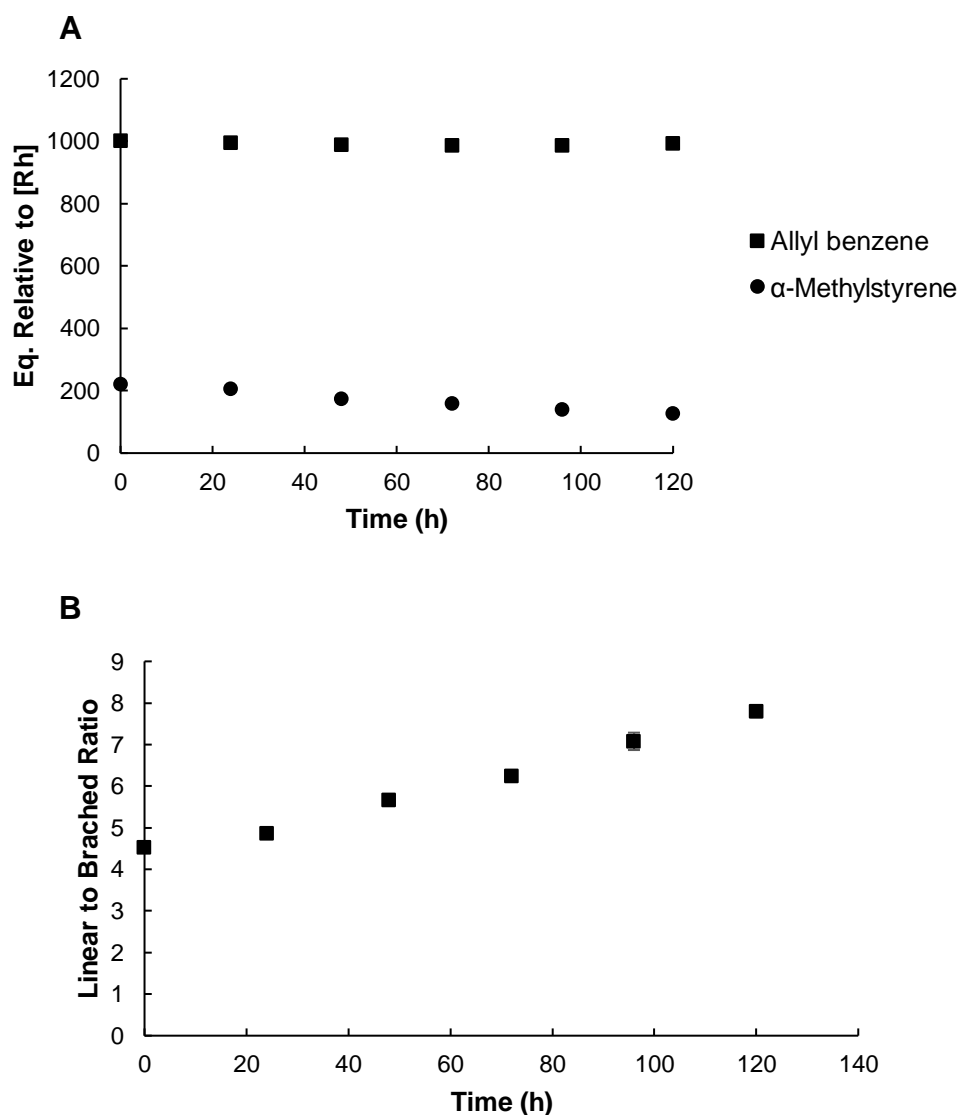 A
1200
1000
800
600
400
200
0
Eq. Relative to [Rh]
0 20 40 60 80 100 120
Time (h)
Allyl benzene
α-Methylstyrene
B
9
8
7
6
5
4
3
2
1
0
Linear to Brached Ratio
0 20 40 60 80 100 120 140
Time (h)